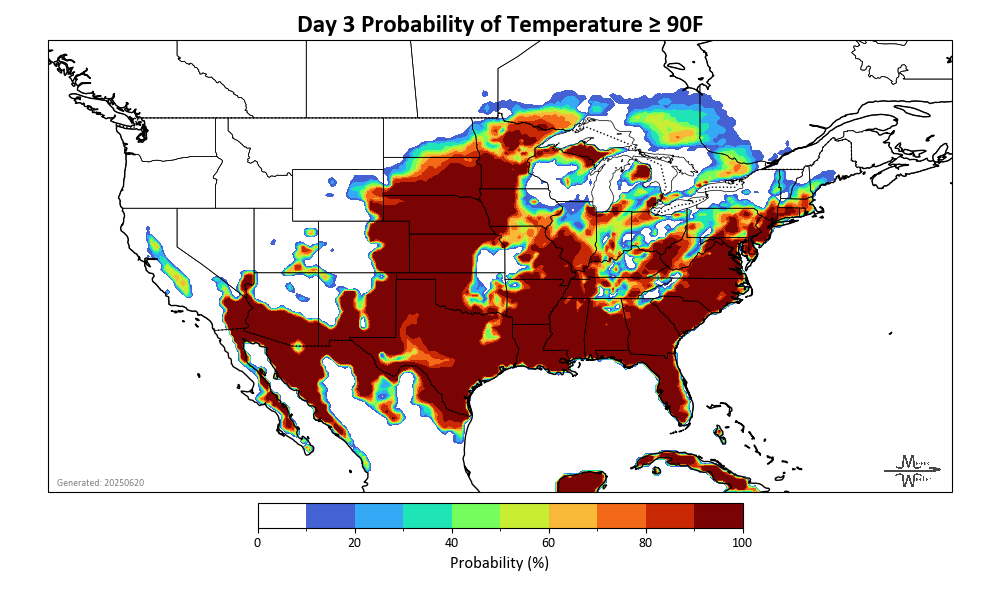 Day 3 Probability of Temperature ≥ 90F
Generated: 20250620
0 20 40 60 80 100
Probability (%)